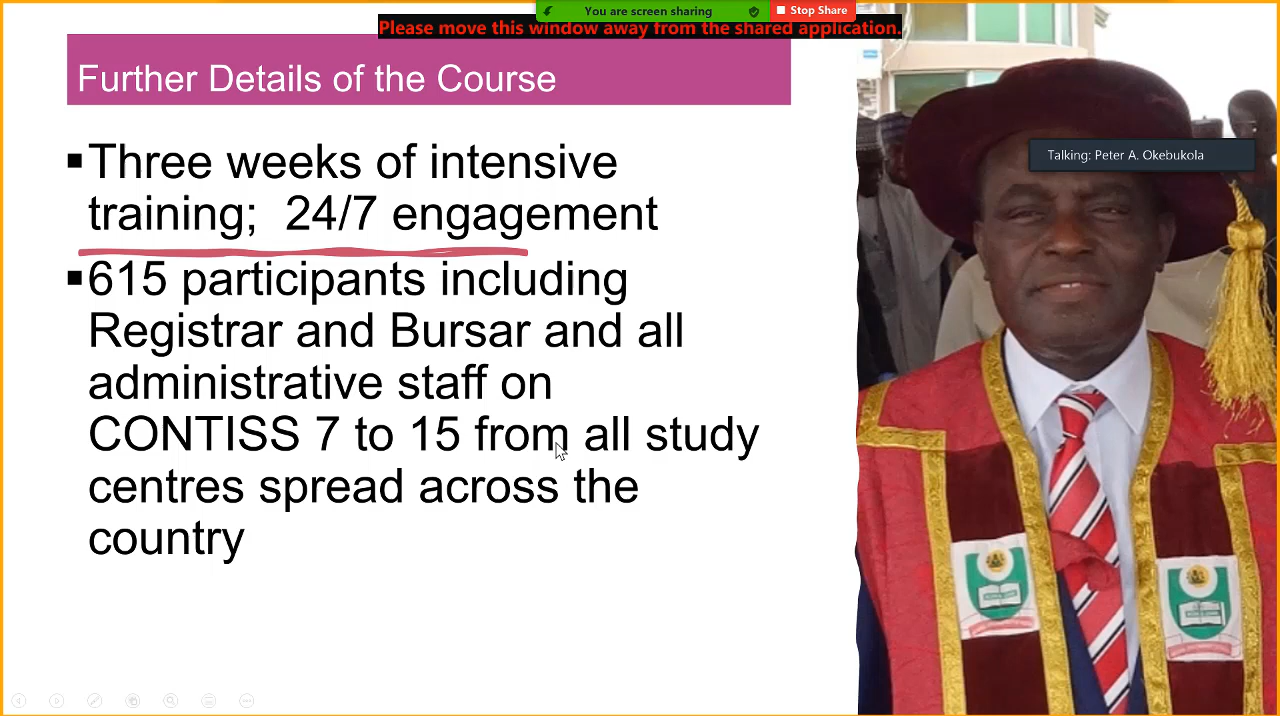 You are screen sharing
Stop Share
Please move this window away from the shared application.
Further Details of the Course
Talking: Peter A. Okebukola
▪Three weeks of intensive
training;  24/7 engagement
▪615 participants including
Registrar and Bursar and all
administrative staff on
CONTISS 7 to 15 from all study
centres spread across the
country